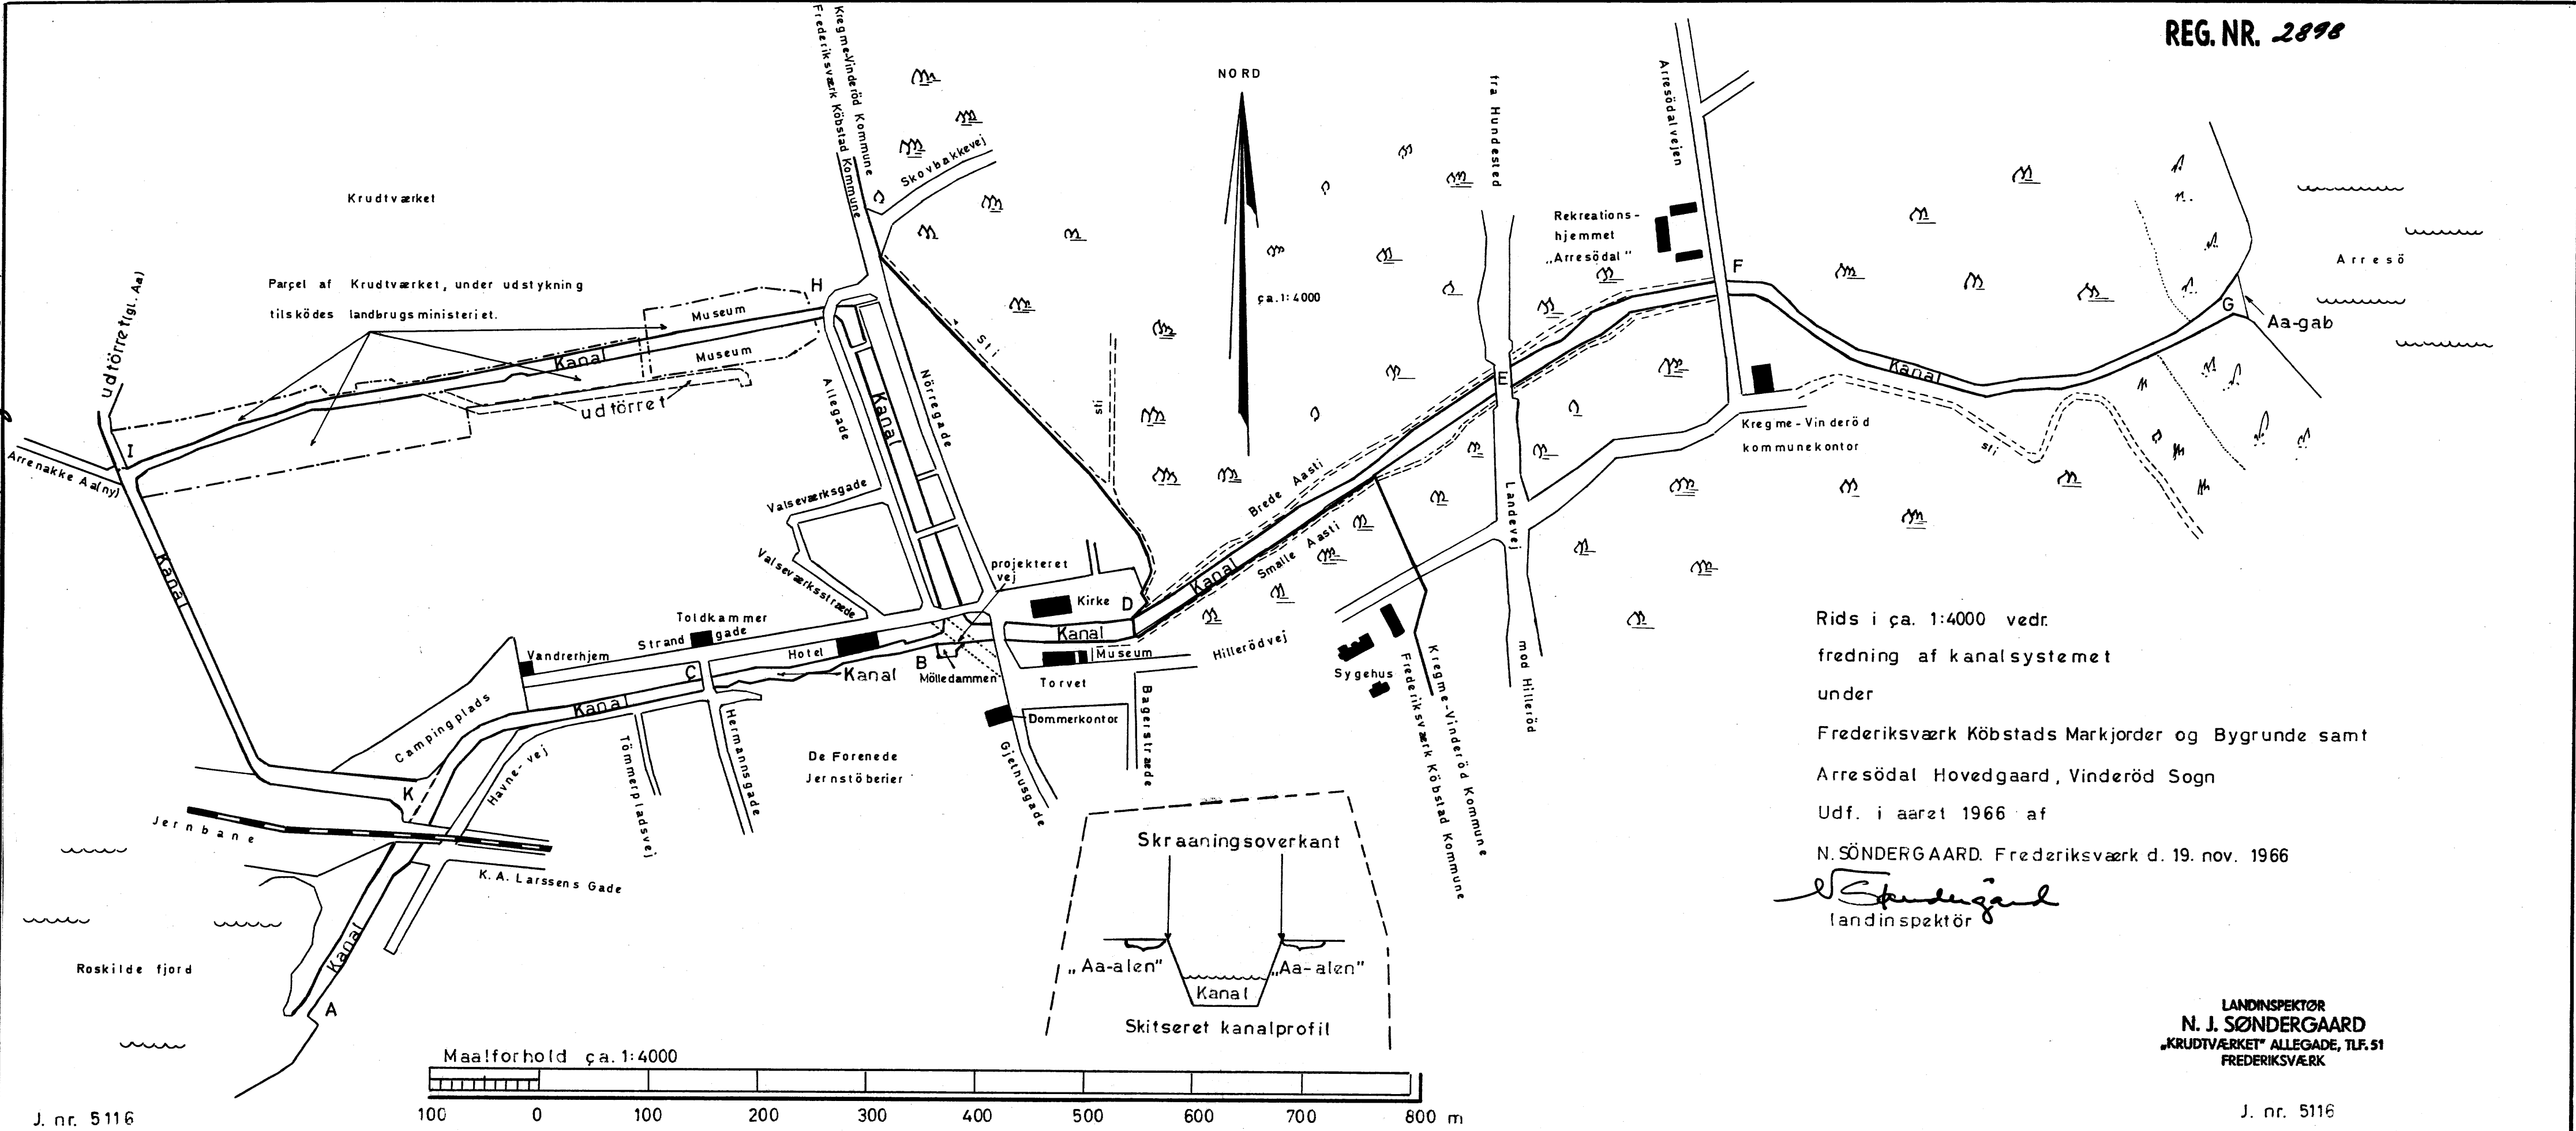 REG. NR. 2898
NORD
ça. 1:4000
Kregme-Vinderöd Kommune
Frederiksværk Köbstad Kommune
Skovbakkevej
Krudtværket
Parçel af Krudtværket, under udstykning
tilsködes landbrugsministeriet.
udtörret (gl. Aa)
Museum
H
Kanal
Museum
udtörret
I
Arrenakke Aa (ny)
Kanal
Allegade
Kanal
Nörregade
Sti
sti
Valseværksgade
Valseværksstræde
projekteret
vej
Kirke
D
Kanal
Museum
Toldkammer
Strand gade
Vandrerhjem
Hotel
B
Mölledammen
C
Kanal
Kanal
Campingplads
Havne-vej
Tömmerpladsvej
Hermannsgade
De Forenede
Jernstöberier
Torvet
Dommerkontor
Gjethusgade
Bagerstræde
Hilleródvej
K
Jernbane
K. A. Larssens Gade
Roskilde fjord
Kanal
A
fra Hundested
Arresödalvejen
Rekreations-
hjemmet
„Arresödal"
F
E
Brede Aasti
Kanal
Smalle Aasti
Landevej
mod Hilleröd
Sygehus
Kregme-Vinderöd Kommune
Frederiksværk Köbstad Kommune
Kregme-Vinderöd
kommunekontor
Kanal
sti
G
Aa-gab
Arresö
Skraaningsoverkant
„Aa-alen"
„Aa-alen"
Kanal
Skitseret kanalprofil
Rids i ça. 1:4000 vedr.
fredning af kanalsystemet
under
Frederiksværk Köbstads Markjorder og Bygrunde samt
Arresödal Hovedgaard, Vinderöd Sogn
Udf. i aaret 1966 af
N. SÖNDERGAARD. Frederiksværk d. 19. nov. 1966
N Søndergaard
landinspektör
LANDINSPEKTØR
N. J. SØNDERGAARD
„KRUDTVÆRKET" ALLEGADE, TLF. 51
FREDERIKSVÆRK
J. nr. 5116
Maalforhold ça. 1:4000
100 0 100 200 300 400 500 600 700 800 m
J. nr. 5116